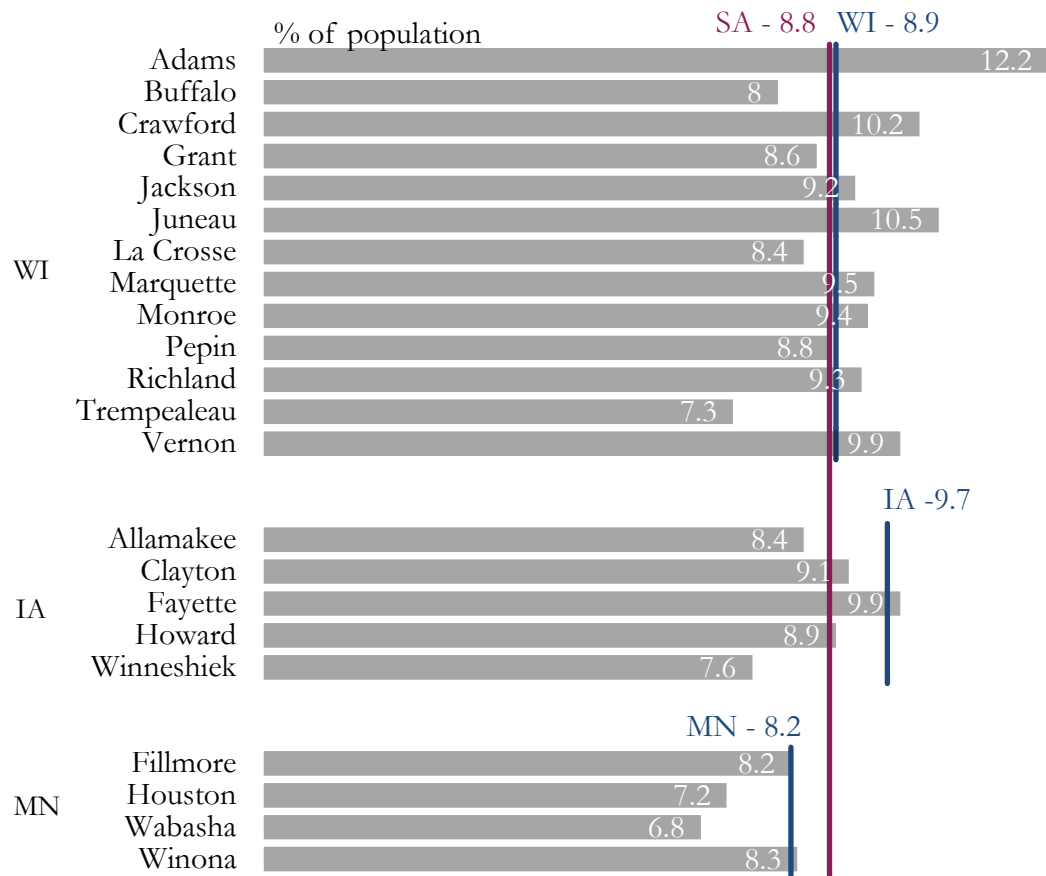 SA - 8.8 WI - 8.9
% of population
Adams 12.2
Buffalo 8
Crawford 10.2
Grant 8.6
Jackson 9.2
Juneau 10.5
La Crosse 8.4
WI
Marquette 9.5
Monroe 9.4
Pepin 8.8
Richland 9.3
Trempealeau 7.3
Vernon 9.9
IA -9.7
Allamakee 8.4
Clayton 9.1
IA Fayette 9.9
Howard 8.9
Winneshiek 7.6
MN - 8.2
Fillmore 8.2
MN Houston 7.2
Wabasha 6.8
Winona 8.3